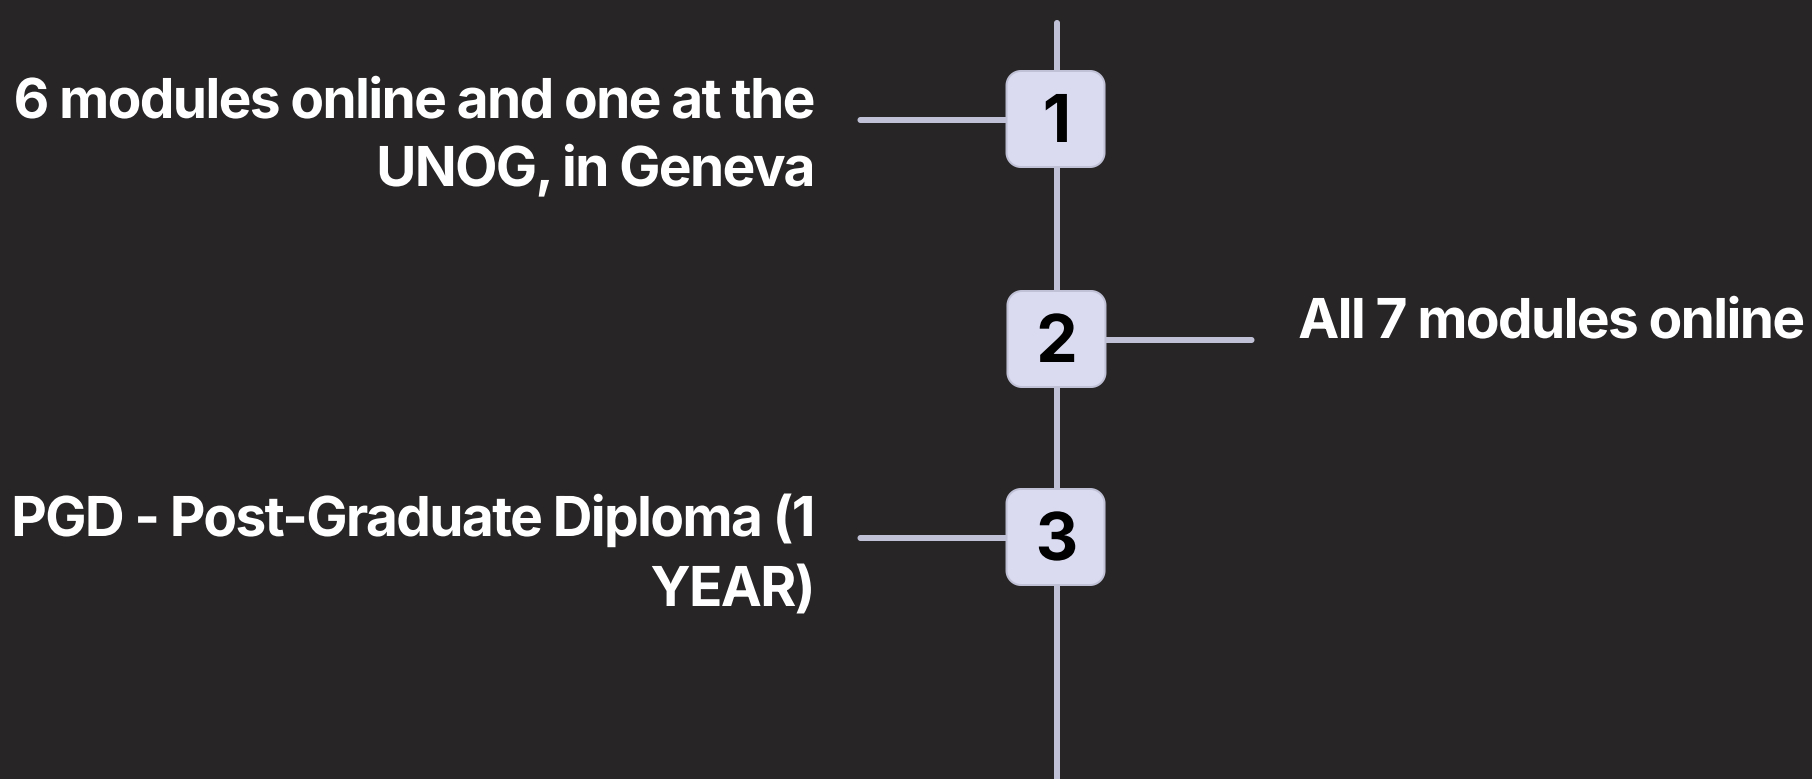 6 modules online and one at the
UNOG, in Geneva
1
2
All 7 modules online
PGD - Post-Graduate Diploma (1
YEAR)
3